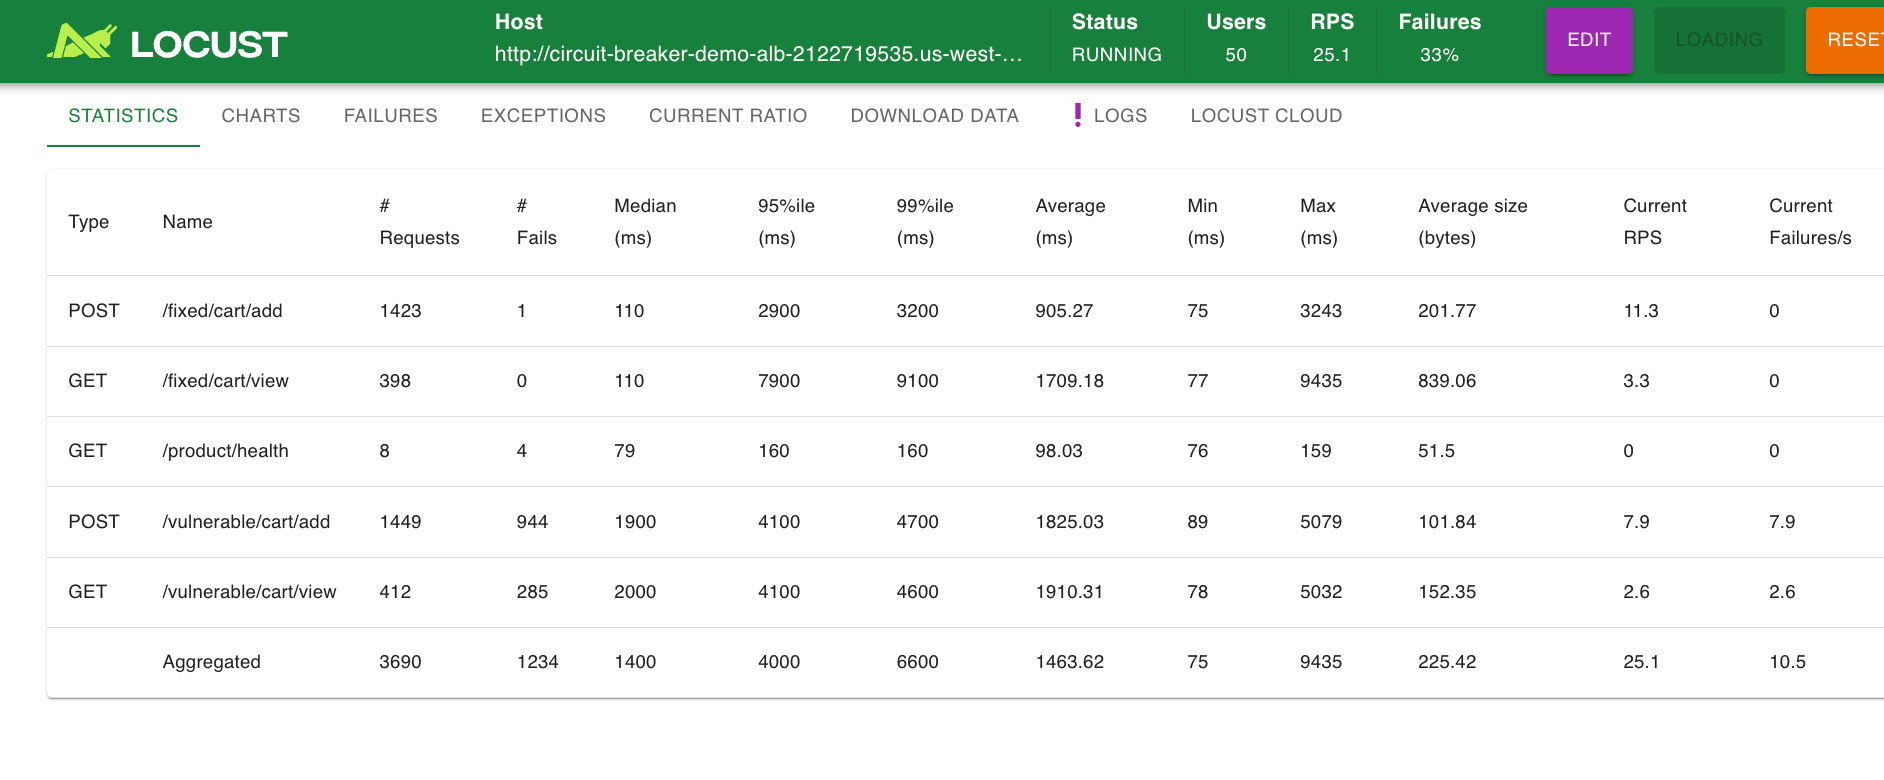 LOCUST
Host
http://circuit-breaker-demo-alb-2122719535.us-west-...
Status
RUNNING
Users
50
RPS
25.1
Failures
33%
EDIT
LOADING
RESET
STATISTICS CHARTS FAILURES EXCEPTIONS CURRENT RATIO DOWNLOAD DATA ❗ LOGS LOCUST CLOUD
Type Name # Requests # Fails Median (ms) 95%ile (ms) 99%ile (ms) Average (ms) Min (ms) Max (ms) Average size (bytes) Current RPS Current Failures/s
POST /fixed/cart/add 1423 1 110 2900 3200 905.27 75 3243 201.77 11.3 0
GET /fixed/cart/view 398 0 110 7900 9100 1709.18 77 9435 839.06 3.3 0
GET /product/health 8 4 79 160 160 98.03 76 159 51.5 0 0
POST /vulnerable/cart/add 1449 944 1900 4100 4700 1825.03 89 5079 101.84 7.9 7.9
GET /vulnerable/cart/view 412 285 2000 4100 4600 1910.31 78 5032 152.35 2.6 2.6
Aggregated 3690 1234 1400 4000 6600 1463.62 75 9435 225.42 25.1 10.5